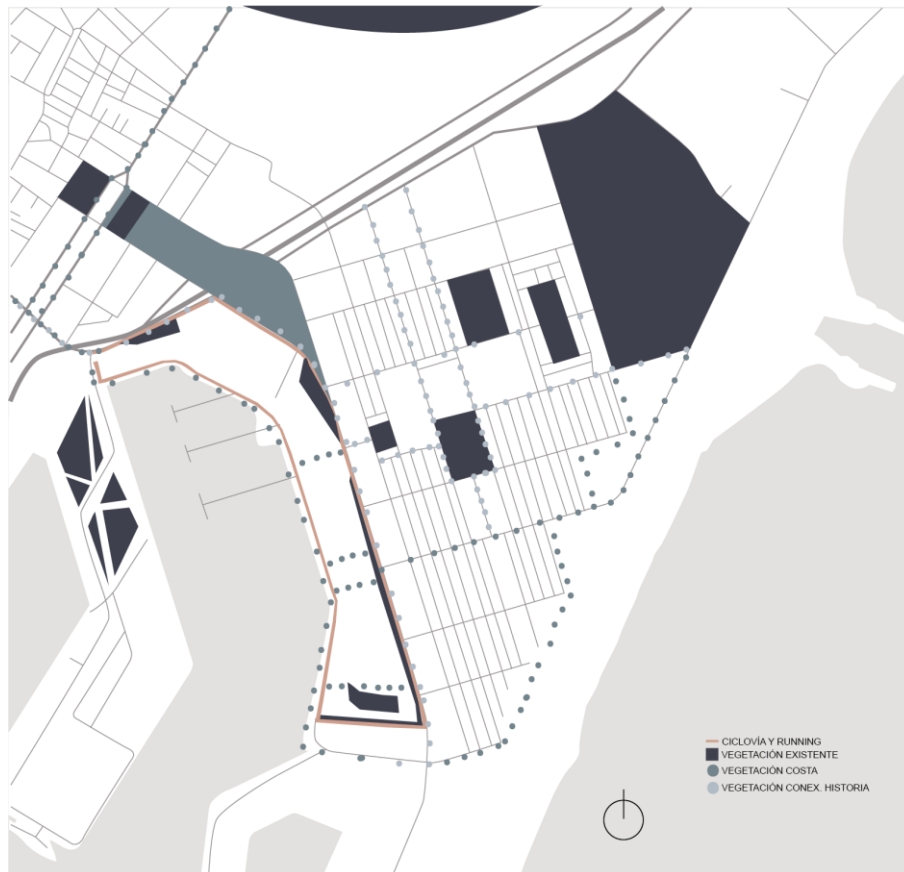 CICLOVÍA Y RUNNING
VEGETACIÓN EXISTENTE
VEGETACIÓN COSTA
VEGETACIÓN CONEX. HISTORIA